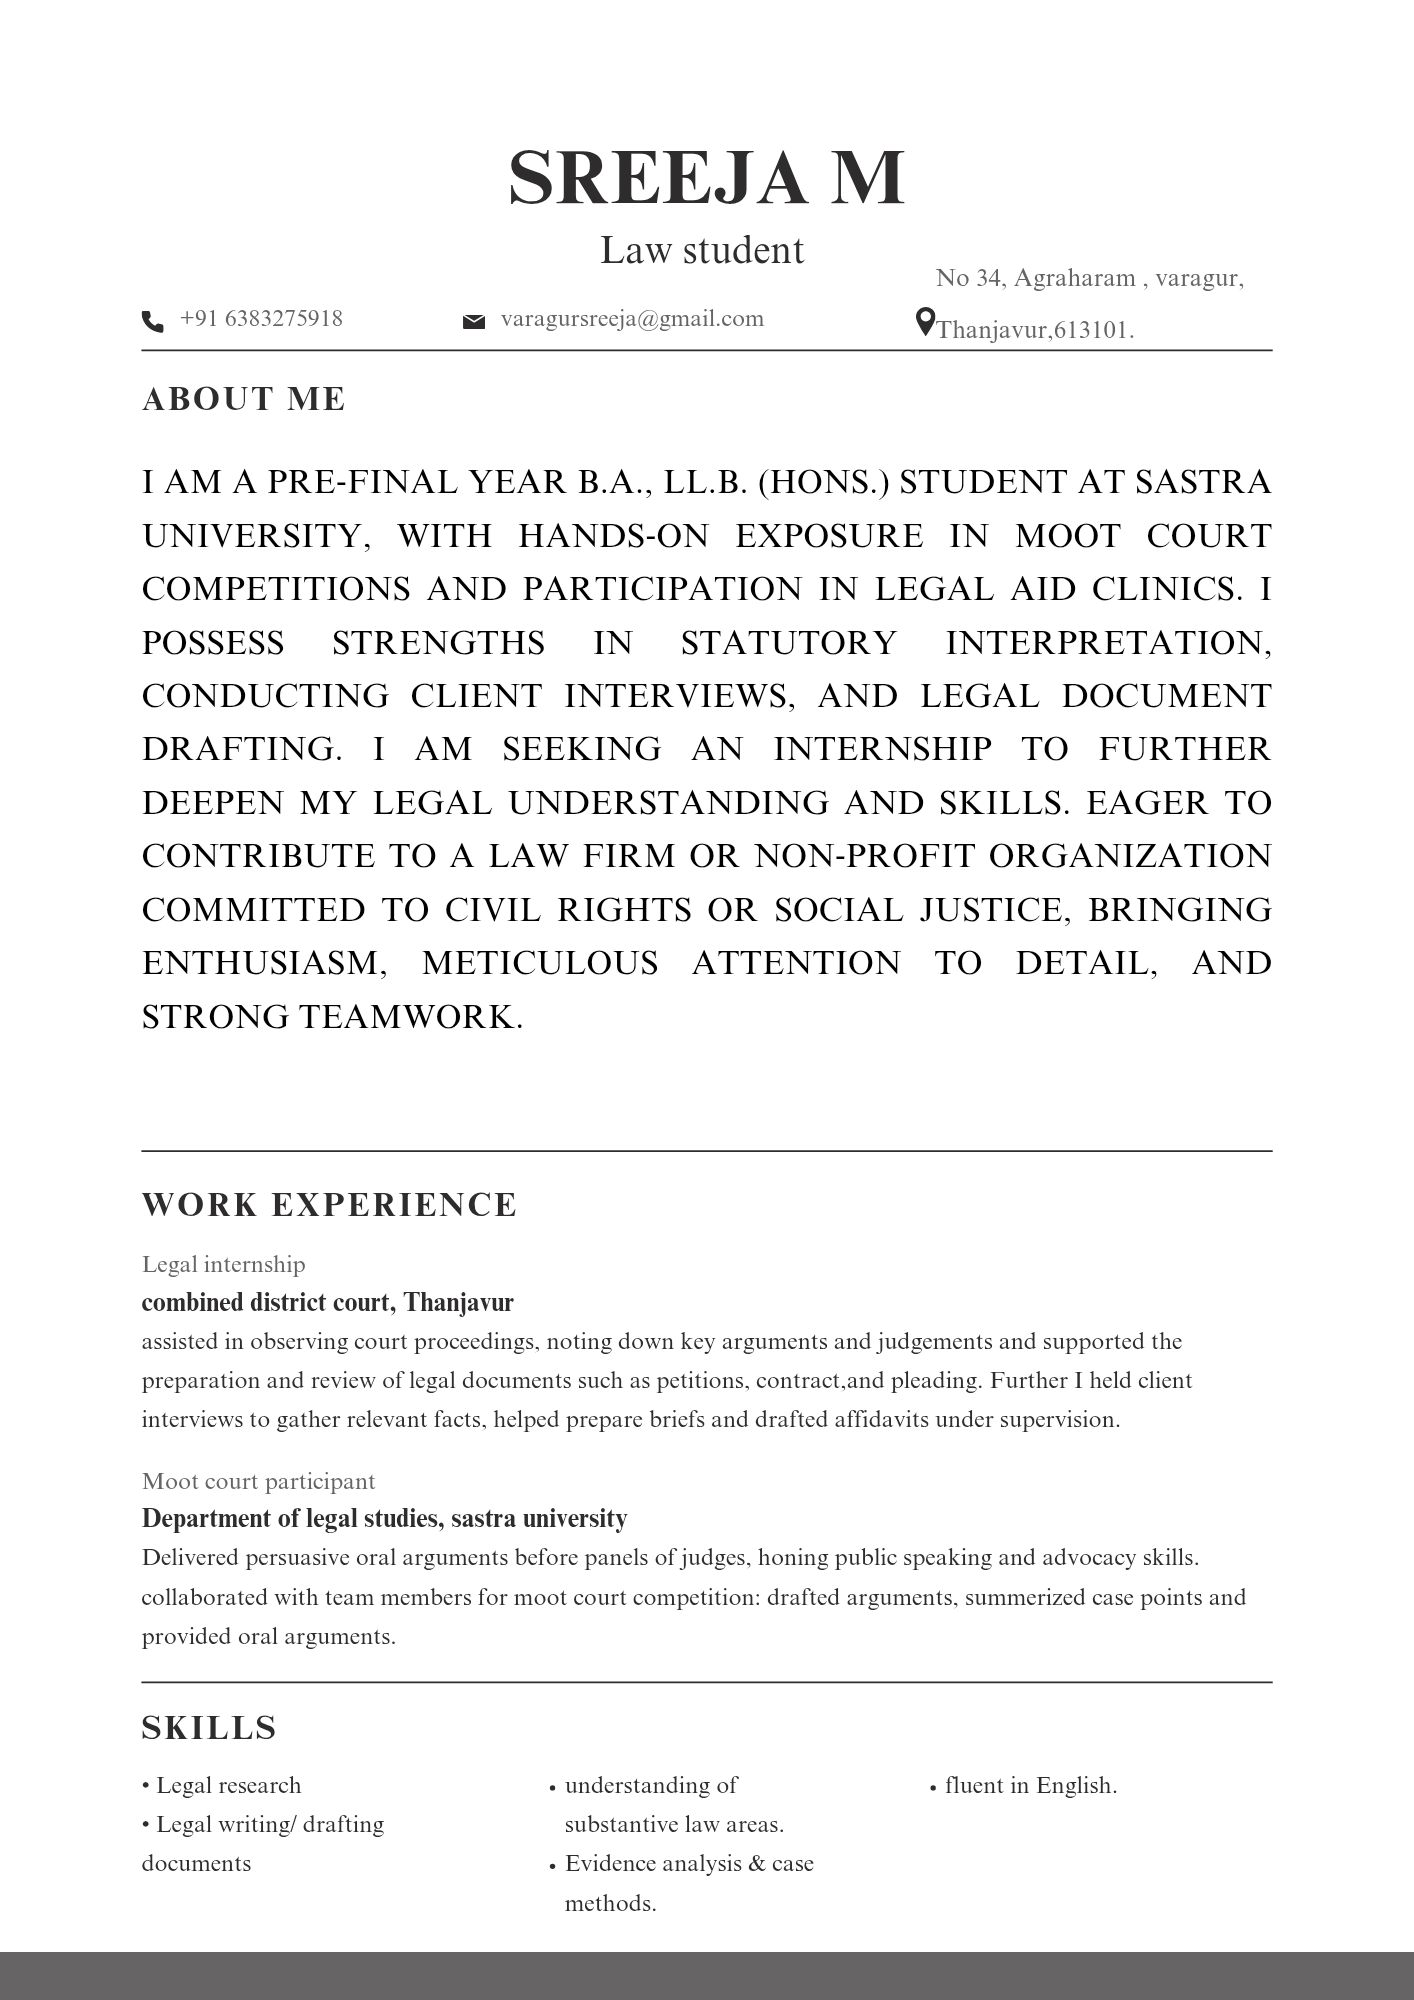 SREEJA M
Law student
No 34, Agraharam , varagur,
+91 6383275918
varagursreeja@gmail.com
Thanjavur,613101.
ABOUT ME
I AM A PRE-FINAL YEAR B.A., LL.B. (HONS.) STUDENT AT SASTRA
UNIVERSITY, WITH HANDS-ON EXPOSURE IN MOOT COURT
COMPETITIONS AND PARTICIPATION IN LEGAL AID CLINICS. I
POSSESS STRENGTHS IN STATUTORY INTERPRETATION,
CONDUCTING CLIENT INTERVIEWS, AND LEGAL DOCUMENT
DRAFTING. I AM SEEKING AN INTERNSHIP TO FURTHER
DEEPEN MY LEGAL UNDERSTANDING AND SKILLS. EAGER TO
CONTRIBUTE TO A LAW FIRM OR NON-PROFIT ORGANIZATION
COMMITTED TO CIVIL RIGHTS OR SOCIAL JUSTICE, BRINGING
ENTHUSIASM, METICULOUS ATTENTION TO DETAIL, AND
STRONG TEAMWORK.
WORK EXPERIENCE
Legal internship
combined district court, Thanjavur
assisted in observing court proceedings, noting down key arguments and judgements and supported the
preparation and review of legal documents such as petitions, contract,and pleading. Further I held client
interviews to gather relevant facts, helped prepare briefs and drafted affidavits under supervision.
Moot court participant
Department of legal studies, sastra university
Delivered persuasive oral arguments before panels of judges, honing public speaking and advocacy skills.
collaborated with team members for moot court competition: drafted arguments, summerized case points and
provided oral arguments.
SKILLS
• Legal research
• Legal writing/ drafting
documents
• understanding of
substantive law areas.
• Evidence analysis & case
methods.
• fluent in English.